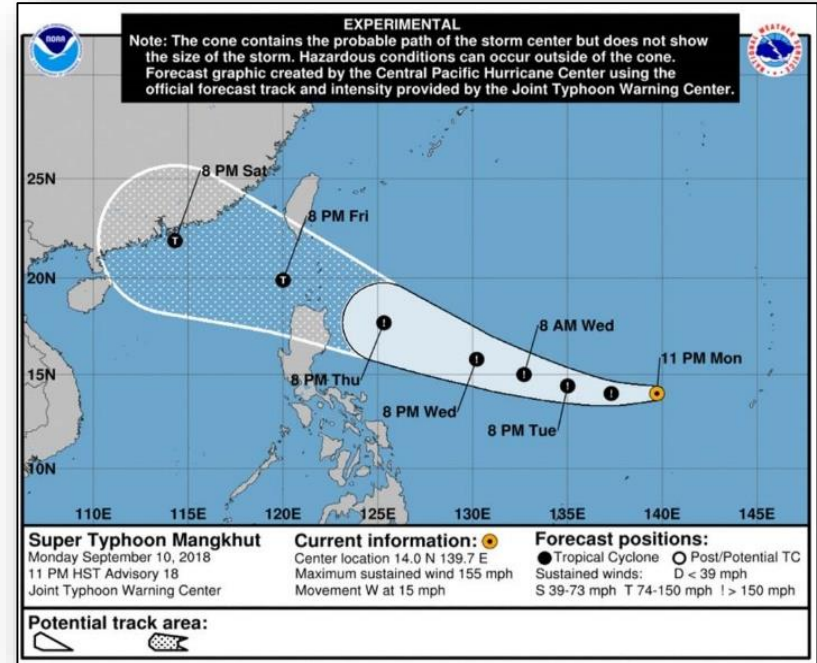 EXPERIMENTAL
Note: The cone contains the probable path of the storm center but does not show
the size of the storm. Hazardous conditions can occur outside of the cone.
Forecast graphic created by the Central Pacific Hurricane Center using the
official forecast track and intensity provided by the Joint Typhoon Warning Center.
NOAA
25N
20N
15N
10N
8 PM Sat
8 PM Fri
8 AM Wed
11 PM Mon
8 PM Thu
8 PM Wed
8 PM Tue
T
T
!
!
!
!
!
110E 115E 120E 125E 130E 135E 140E 145E
Super Typhoon Mangkhut
Monday September 10, 2018
11 PM HST Advisory 18
Joint Typhoon Warning Center
Current information:
Center location 14.0 N 139.7 E
Maximum sustained wind 155 mph
Movement W at 15 mph
Forecast positions:
Tropical Cyclone Post/Potential TC
Sustained winds: D < 39 mph
S 39-73 mph T 74-150 mph ! > 150 mph
Potential track area: